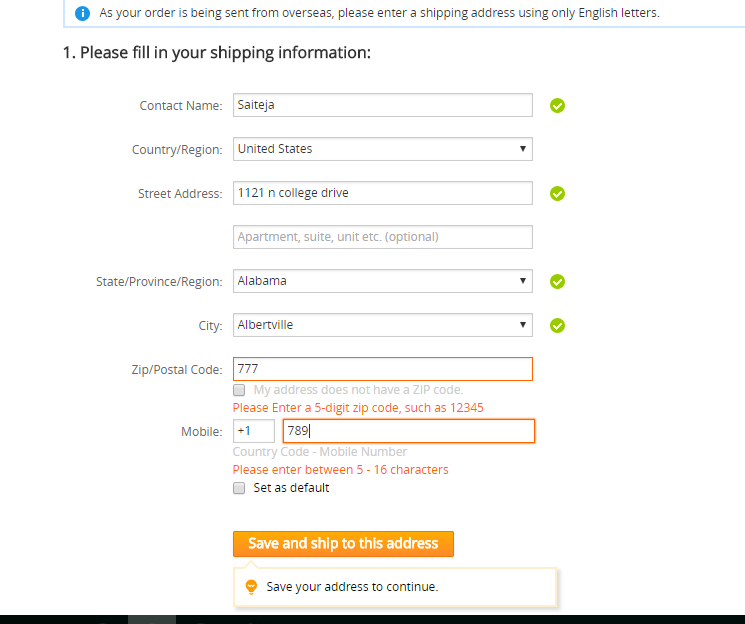 As your order is being sent from overseas, please enter a shipping address using only English letters.
1. Please fill in your shipping information:
Contact Name: Saiteja
Country/Region: United States
Street Address: 1121 n college drive
Apartment, suite, unit etc. (optional)
State/Province/Region: Alabama
City: Albertville
Zip/Postal Code: 777
My address does not have a ZIP code.
Please Enter a 5-digit zip code, such as 12345
Mobile: +1 789
Country Code - Mobile Number
Please enter between 5 - 16 characters
Set as default
Save and ship to this address
Save your address to continue.